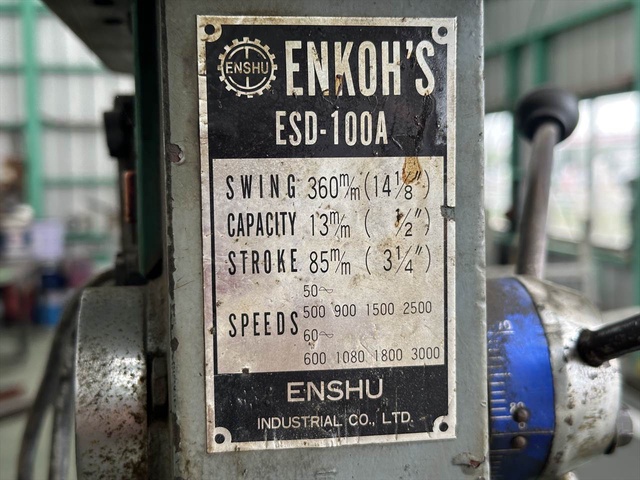 ENSHU ENKOH'S
ESD-100A
SWING 360m/m (14 1/8")
CAPACITY 13m/m ( 1/2")
STROKE 85m/m ( 3 1/4")
50~
500 900 1500 2500
SPEEDS
60~
600 1080 1800 3000
ENSHU
INDUSTRIAL CO., LTD.